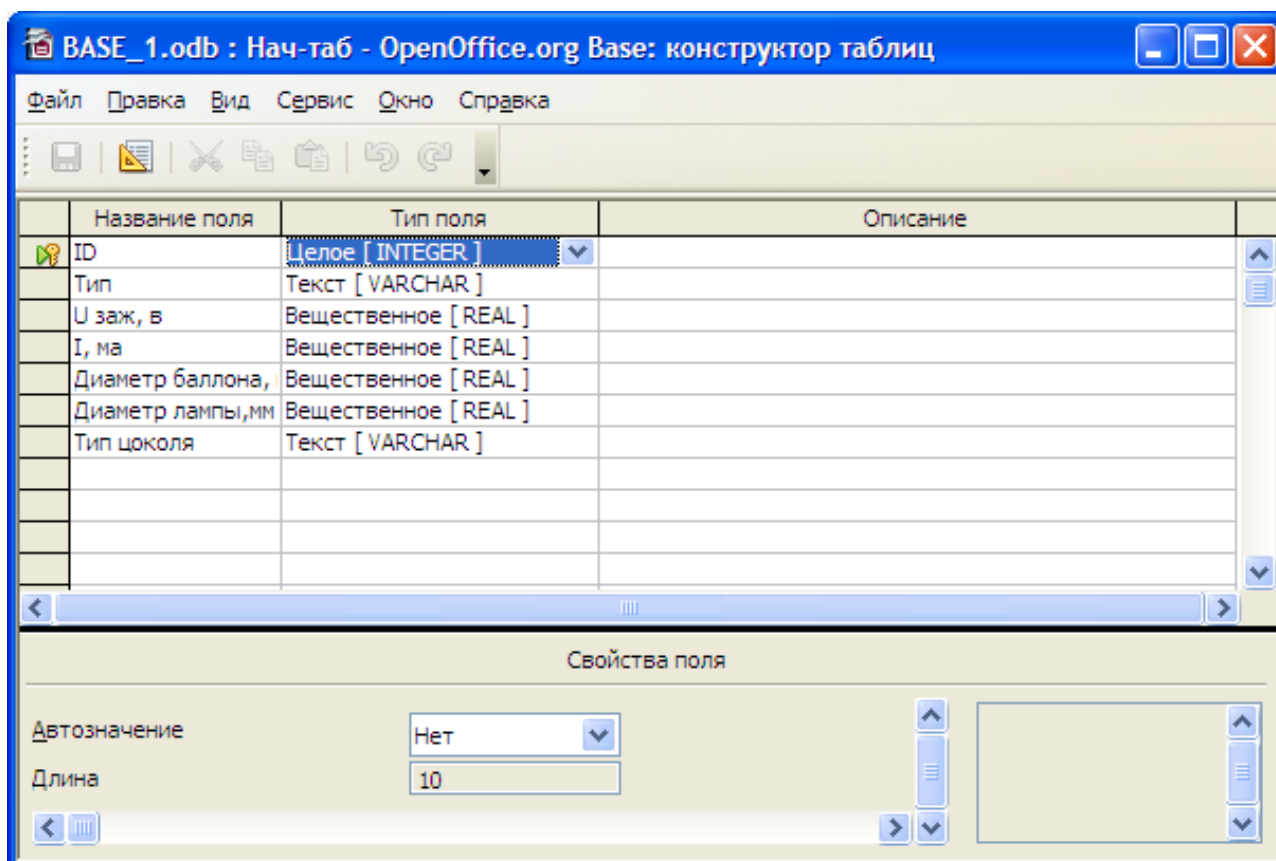 BASE_1.odb : Нач-таб - OpenOffice.org Base: конструктор таблиц
Файл Правка Вид Сервис Окно Справка
Название поля Тип поля Описание
ID Целое [ INTEGER ]
Тип Текст [ VARCHAR ]
U заж, в Вещественное [ REAL ]
I, ма Вещественное [ REAL ]
Диаметр баллона, Вещественное [ REAL ]
Диаметр лампы,мм Вещественное [ REAL ]
Тип цоколя Текст [ VARCHAR ]
Свойства поля
Автозначение Нет
Длина 10